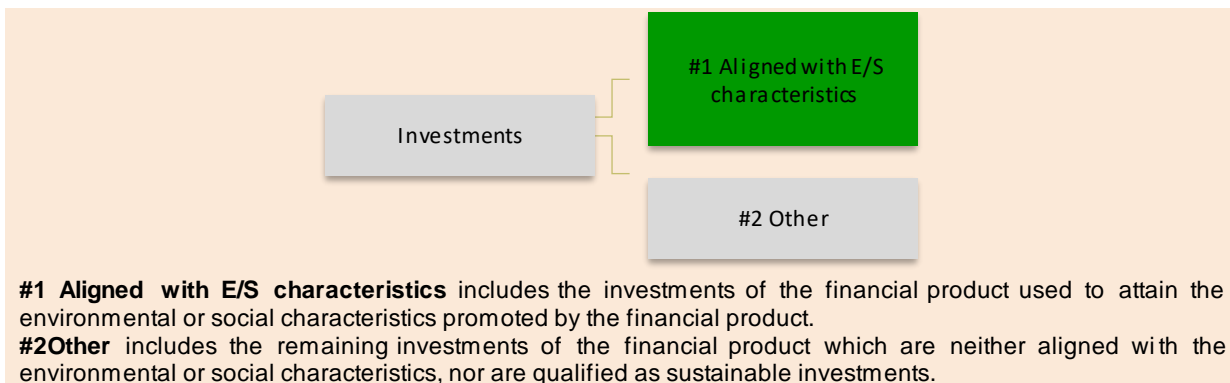 #1 Aligned with E/S
characteristics
Investments
#2 Other
#1 Aligned with E/S characteristics includes the investments of the financial product used to attain the
environmental or social characteristics promoted by the financial product.
#2Other includes the remaining investments of the financial product which are neither aligned with the
environmental or social characteristics, nor are qualified as sustainable investments.